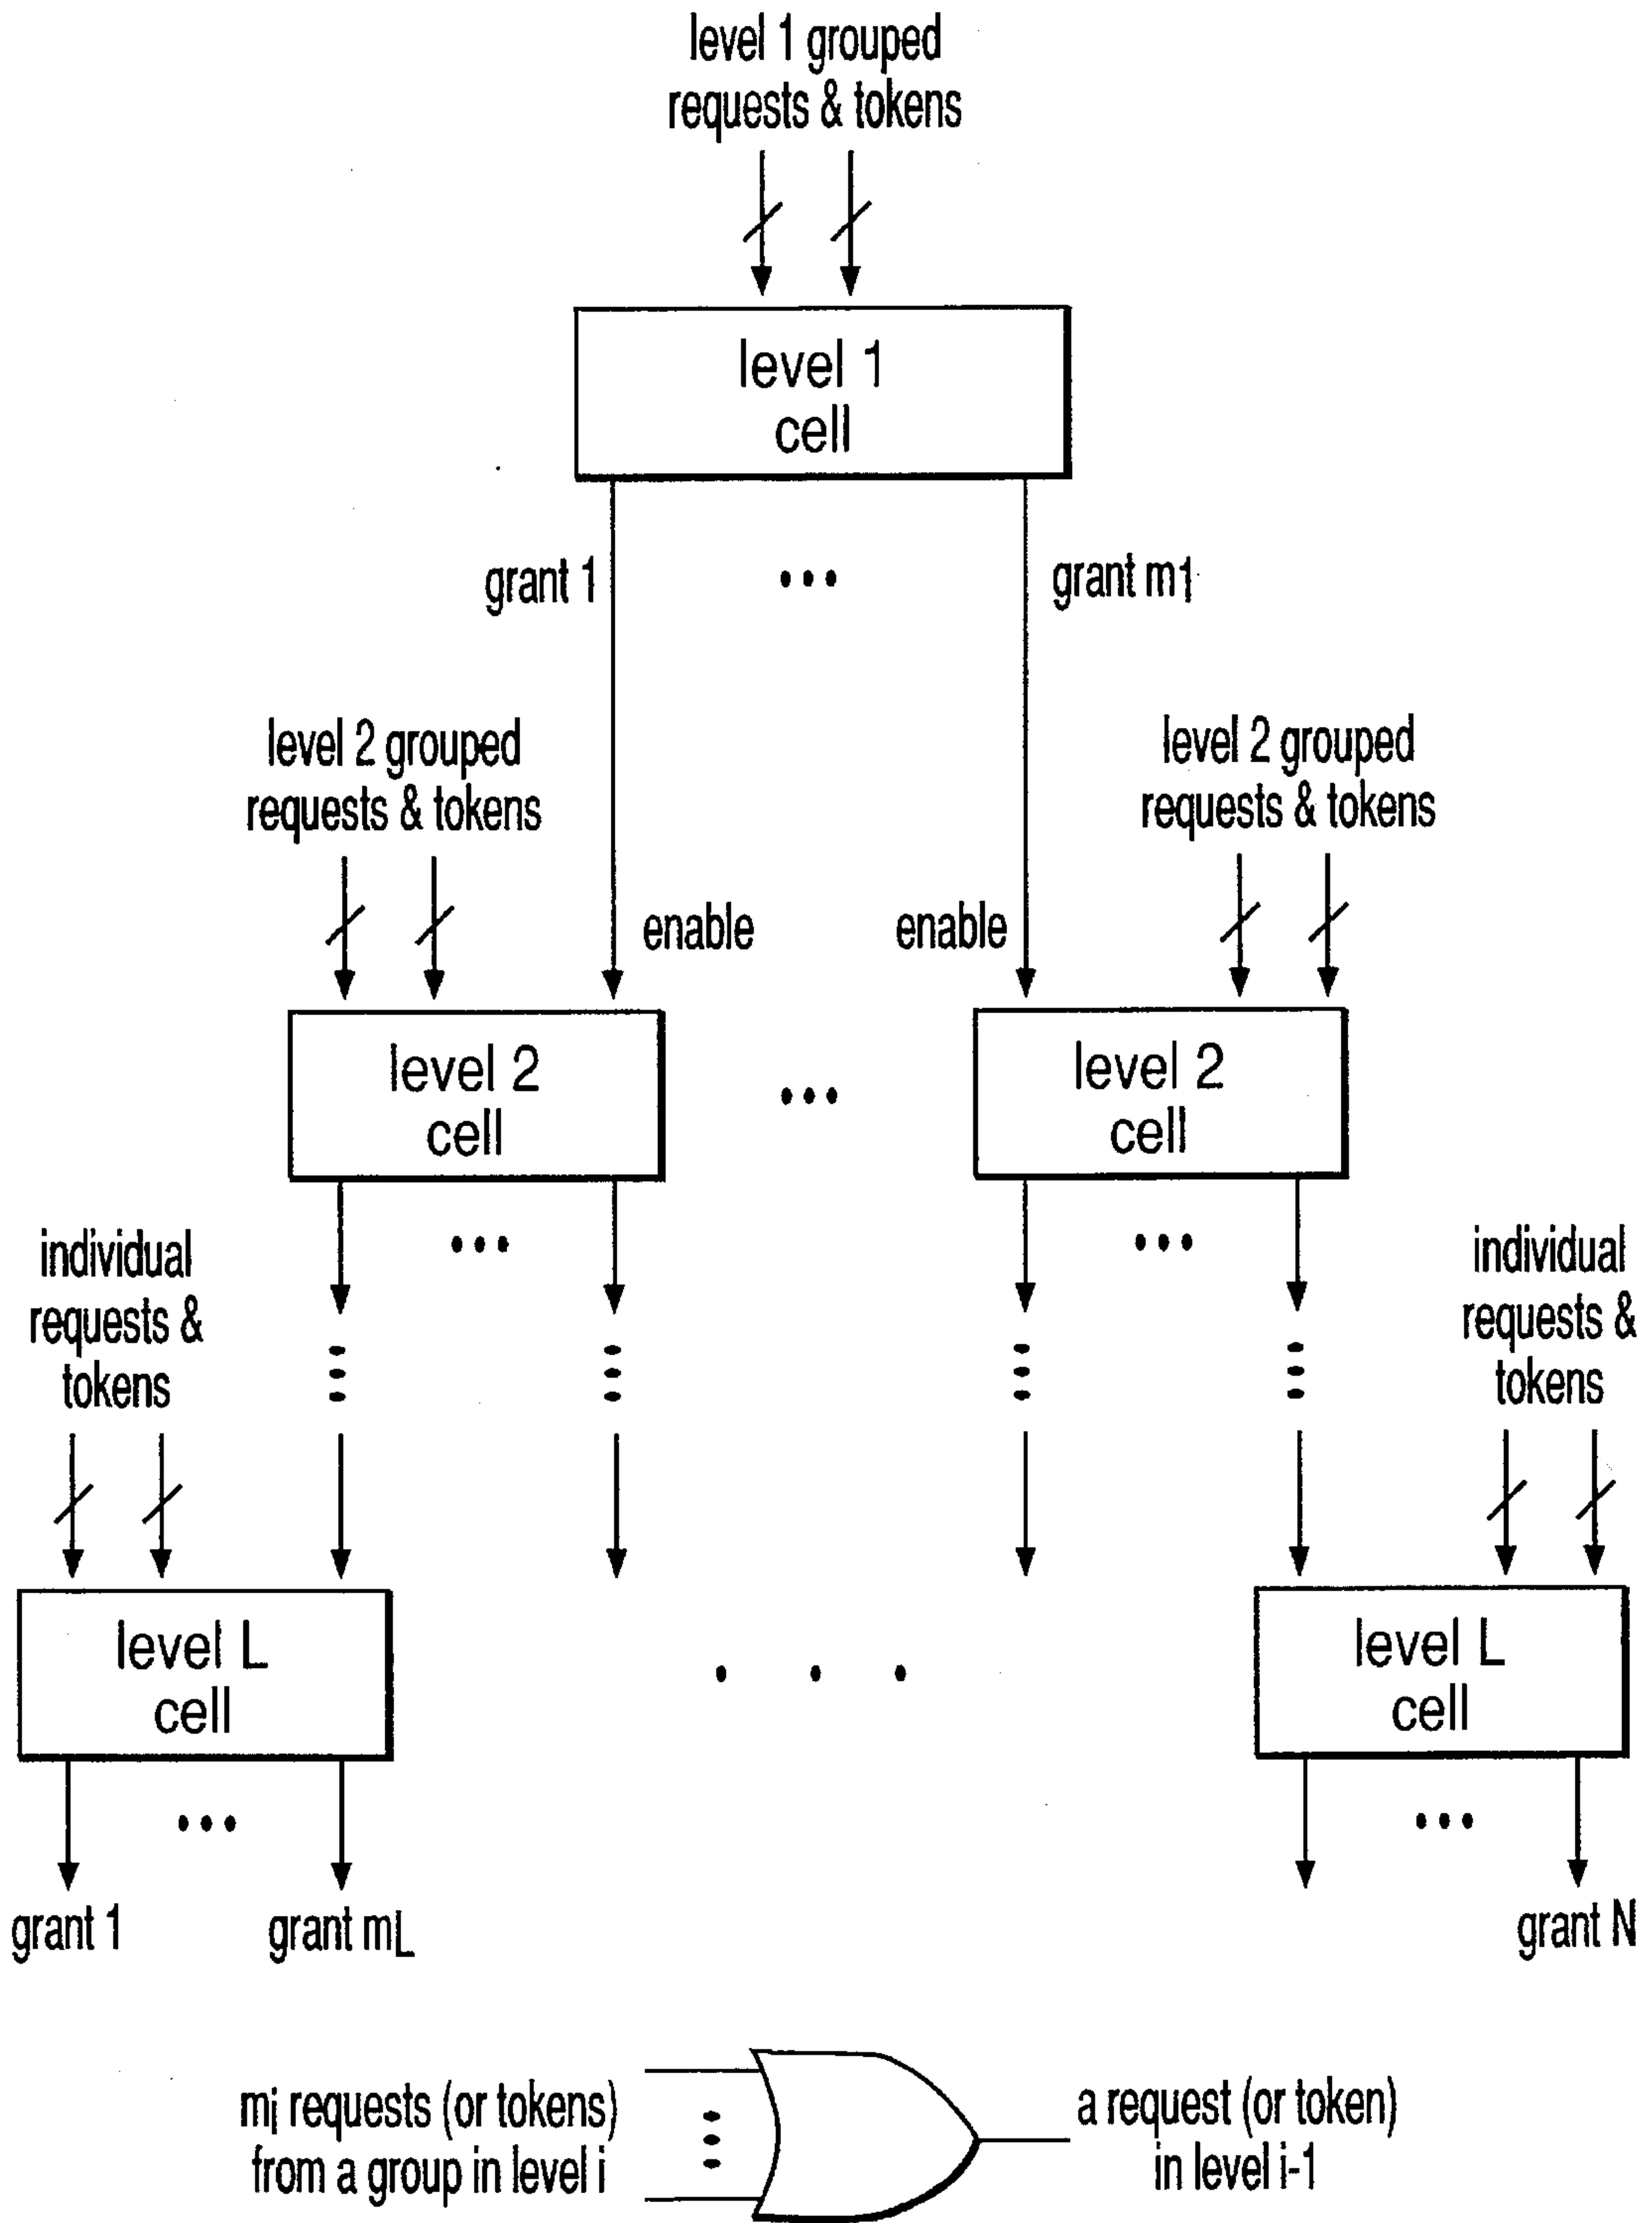 level 1 grouped
requests & tokens
level 1
cell
grant 1
grant m1
level 2 grouped
requests & tokens
level 2 grouped
requests & tokens
enable
enable
level 2
cell
level 2
cell
individual
requests &
tokens
individual
requests &
tokens
level L
cell
level L
cell
grant 1
grant mL
grant N
mi requests (or tokens)
from a group in level i
a request (or token)
in level i-1